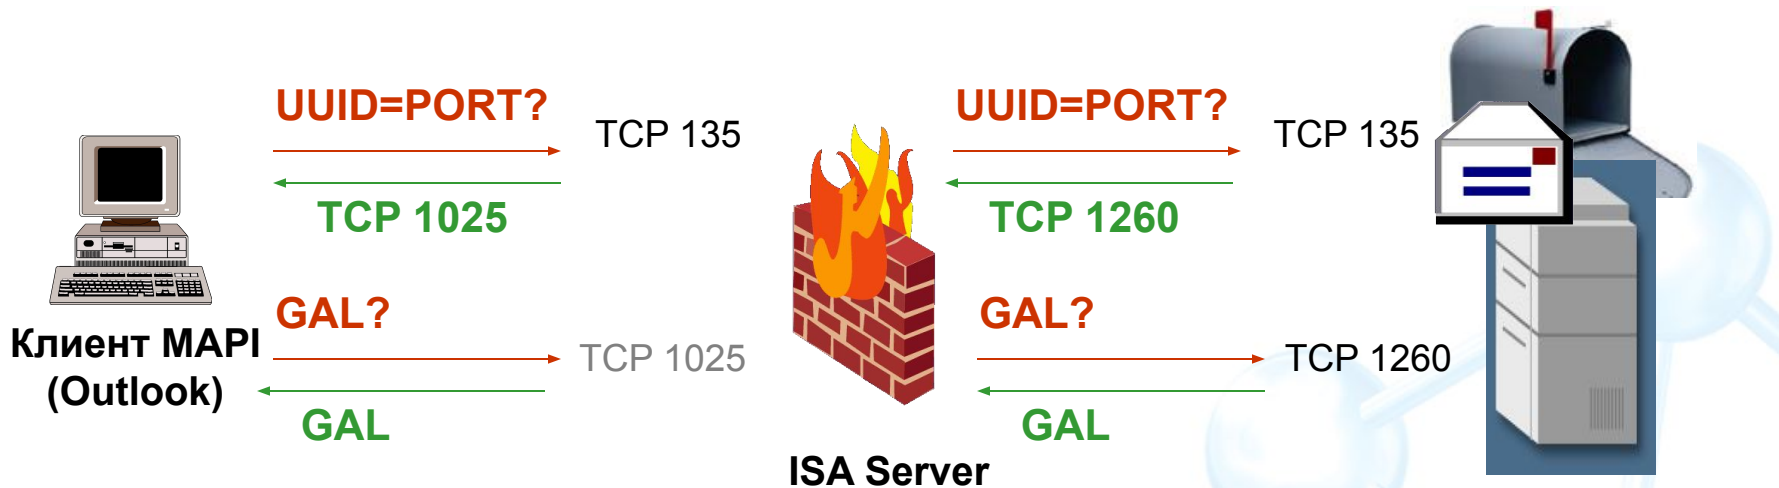 UUID=PORT?
TCP 135
UUID=PORT?
TCP 135
TCP 1025
TCP 1260
GAL?
GAL?
Клиент MAPI
(Outlook)
TCP 1025
TCP 1260
GAL
GAL
ISA Server